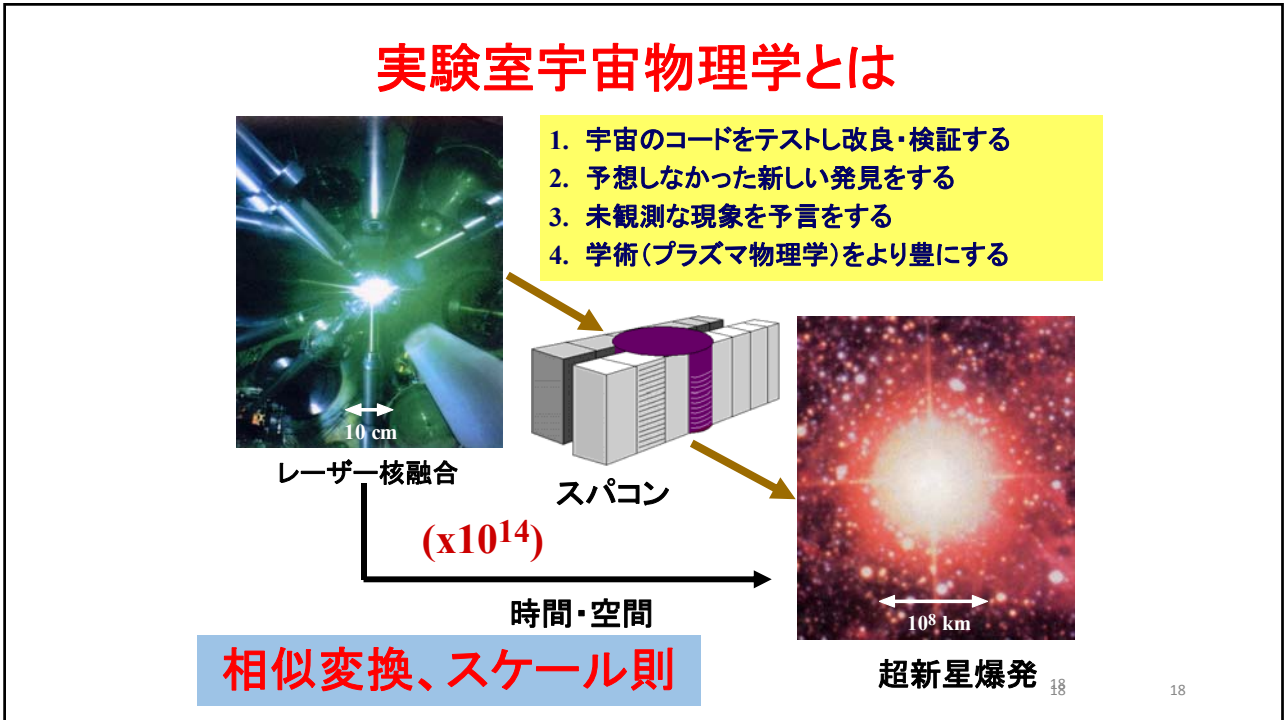 実験室宇宙物理学とは
1. 宇宙のコードをテストし改良・検証する
2. 予想しなかった新しい発見をする
3. 未観測な現象を予言をする
4. 学術(プラズマ物理学)をより豊にする
10 cm
レーザー核融合
スパコン
(x10¹⁴)
時間・空間
10⁸ km
相似変換、スケール則
超新星爆発
18
18
18